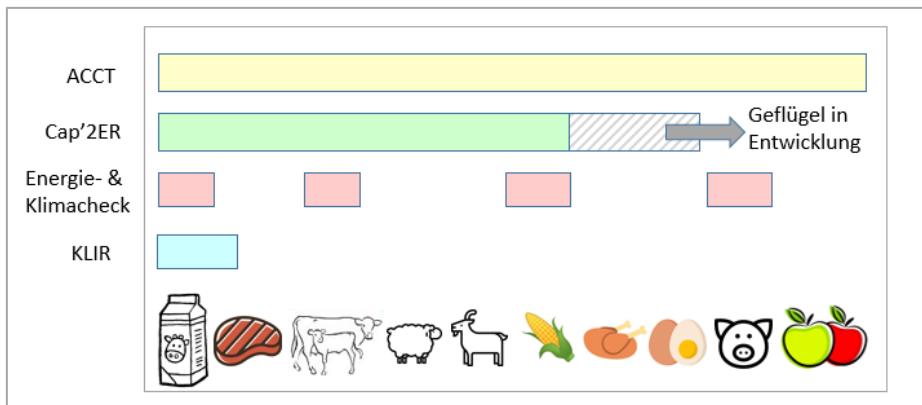 ACCT
Cap'2ER
Geflügel in
Entwicklung
Energie- &
Klimacheck
KLIR